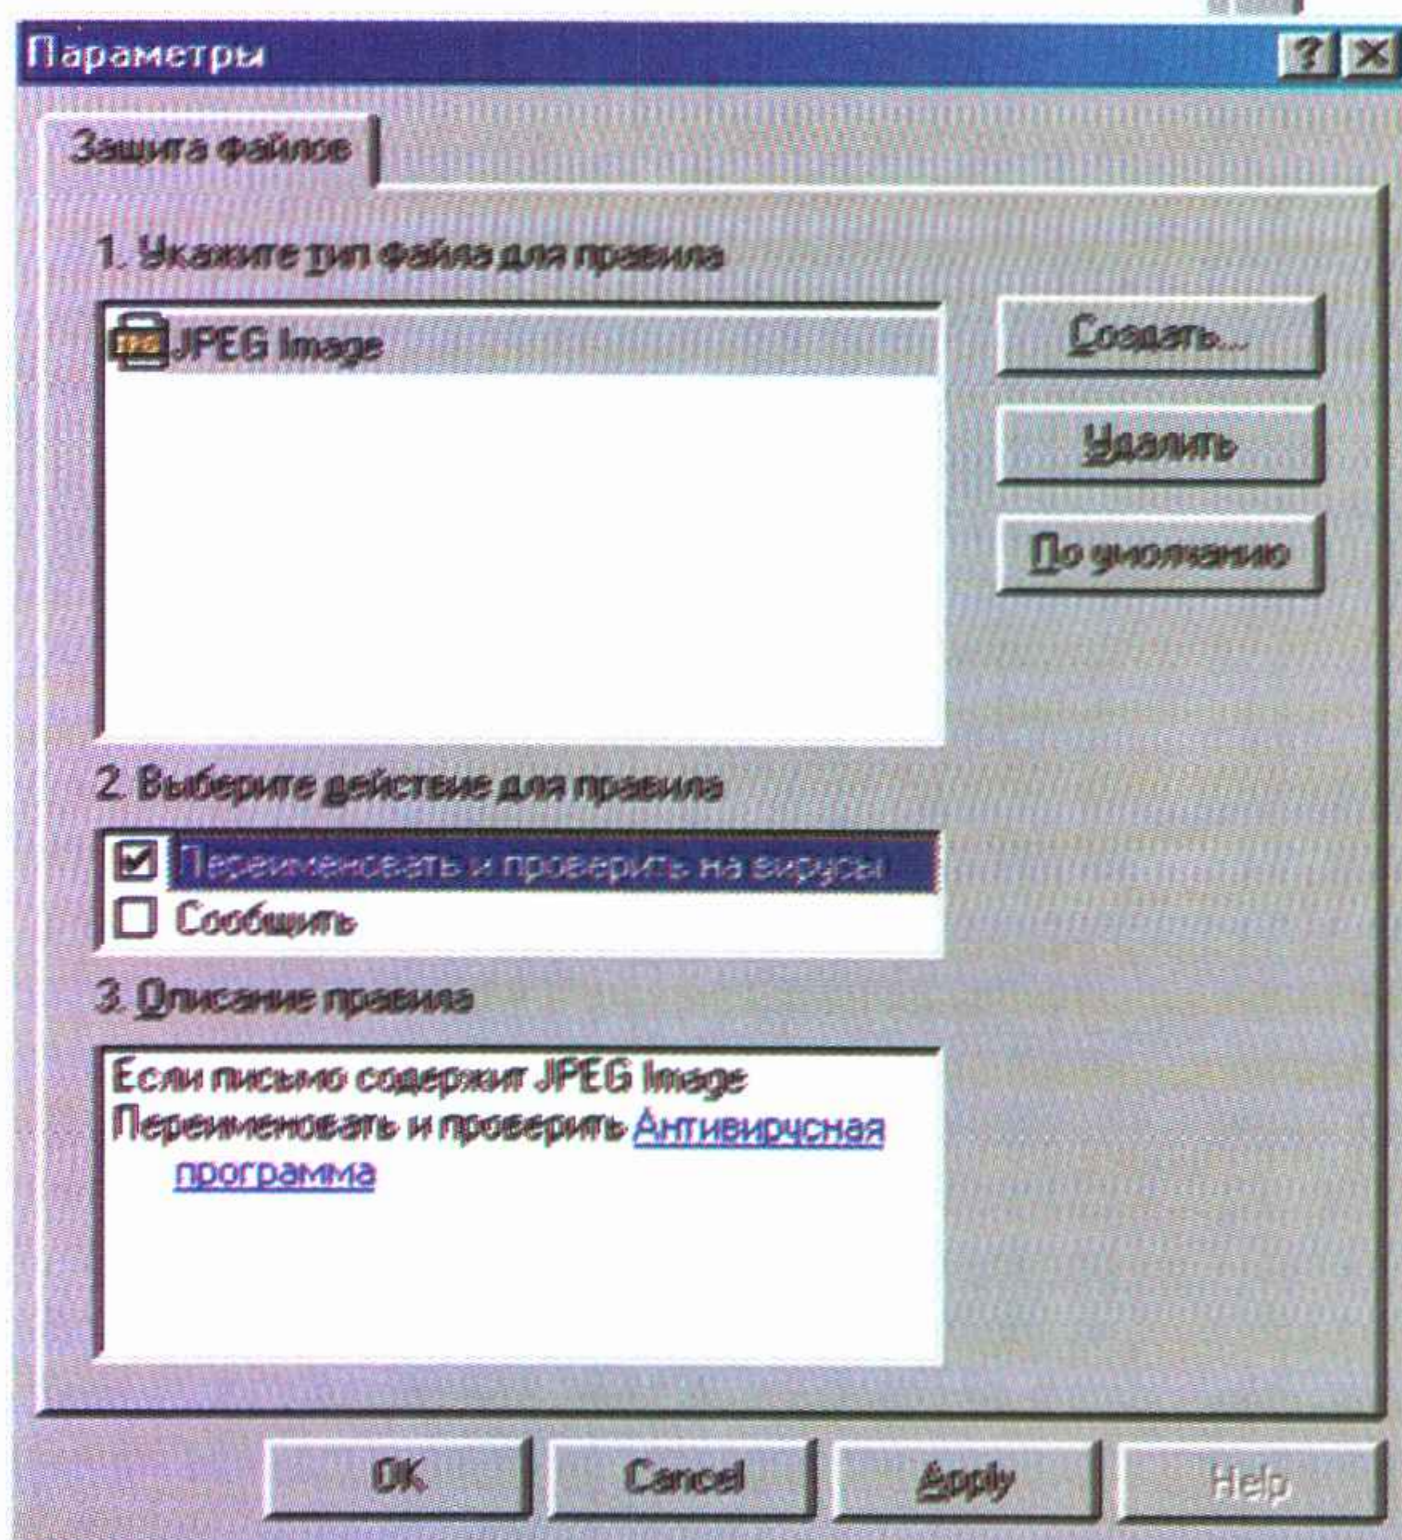 Параметры
Защита файлов
1. Укажите тип файла для правила
JPEG Image
Создать...
Удалить
По умолчанию
2. Выберите действие для правила
Переименовать и проверить на вирусы
Сообщить
3. Описание правила
Если письмо содержит JPEG Image
Переименовать и проверить Антивирусная
программа
OK Cancel Apply Help